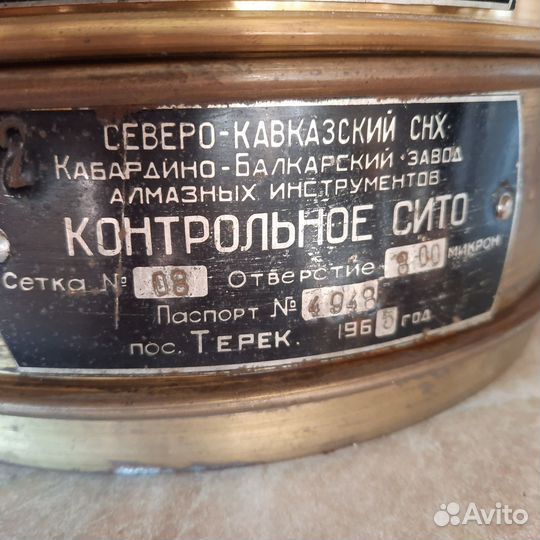 2
СЕВЕРО-КАВКАЗСКИЙ СНХ.
КАБАРДИНО-БАЛКАРСКИЙ ЗАВОД
АЛМАЗНЫХ ИНСТРУМЕНТОВ
КОНТРОЛЬНОЕ СИТО
Сетка № 08 Отверстие 800 МИКРОН
Паспорт № 4948
пос. ТЕРЕК. 1965 ГОД
Avito